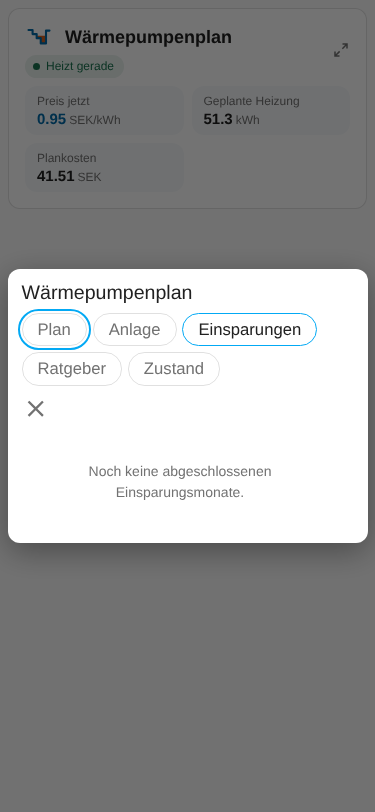 Wärmepumpenplan
Heizt gerade
Preis jetzt
0.95 SEK/kWh
Geplante Heizung
51.3 kWh
Plankosten
41.51 SEK
Wärmepumpenplan
Plan
Anlage
Einsparungen
Ratgeber
Zustand
Noch keine abgeschlossenen
Einsparungsmonate.